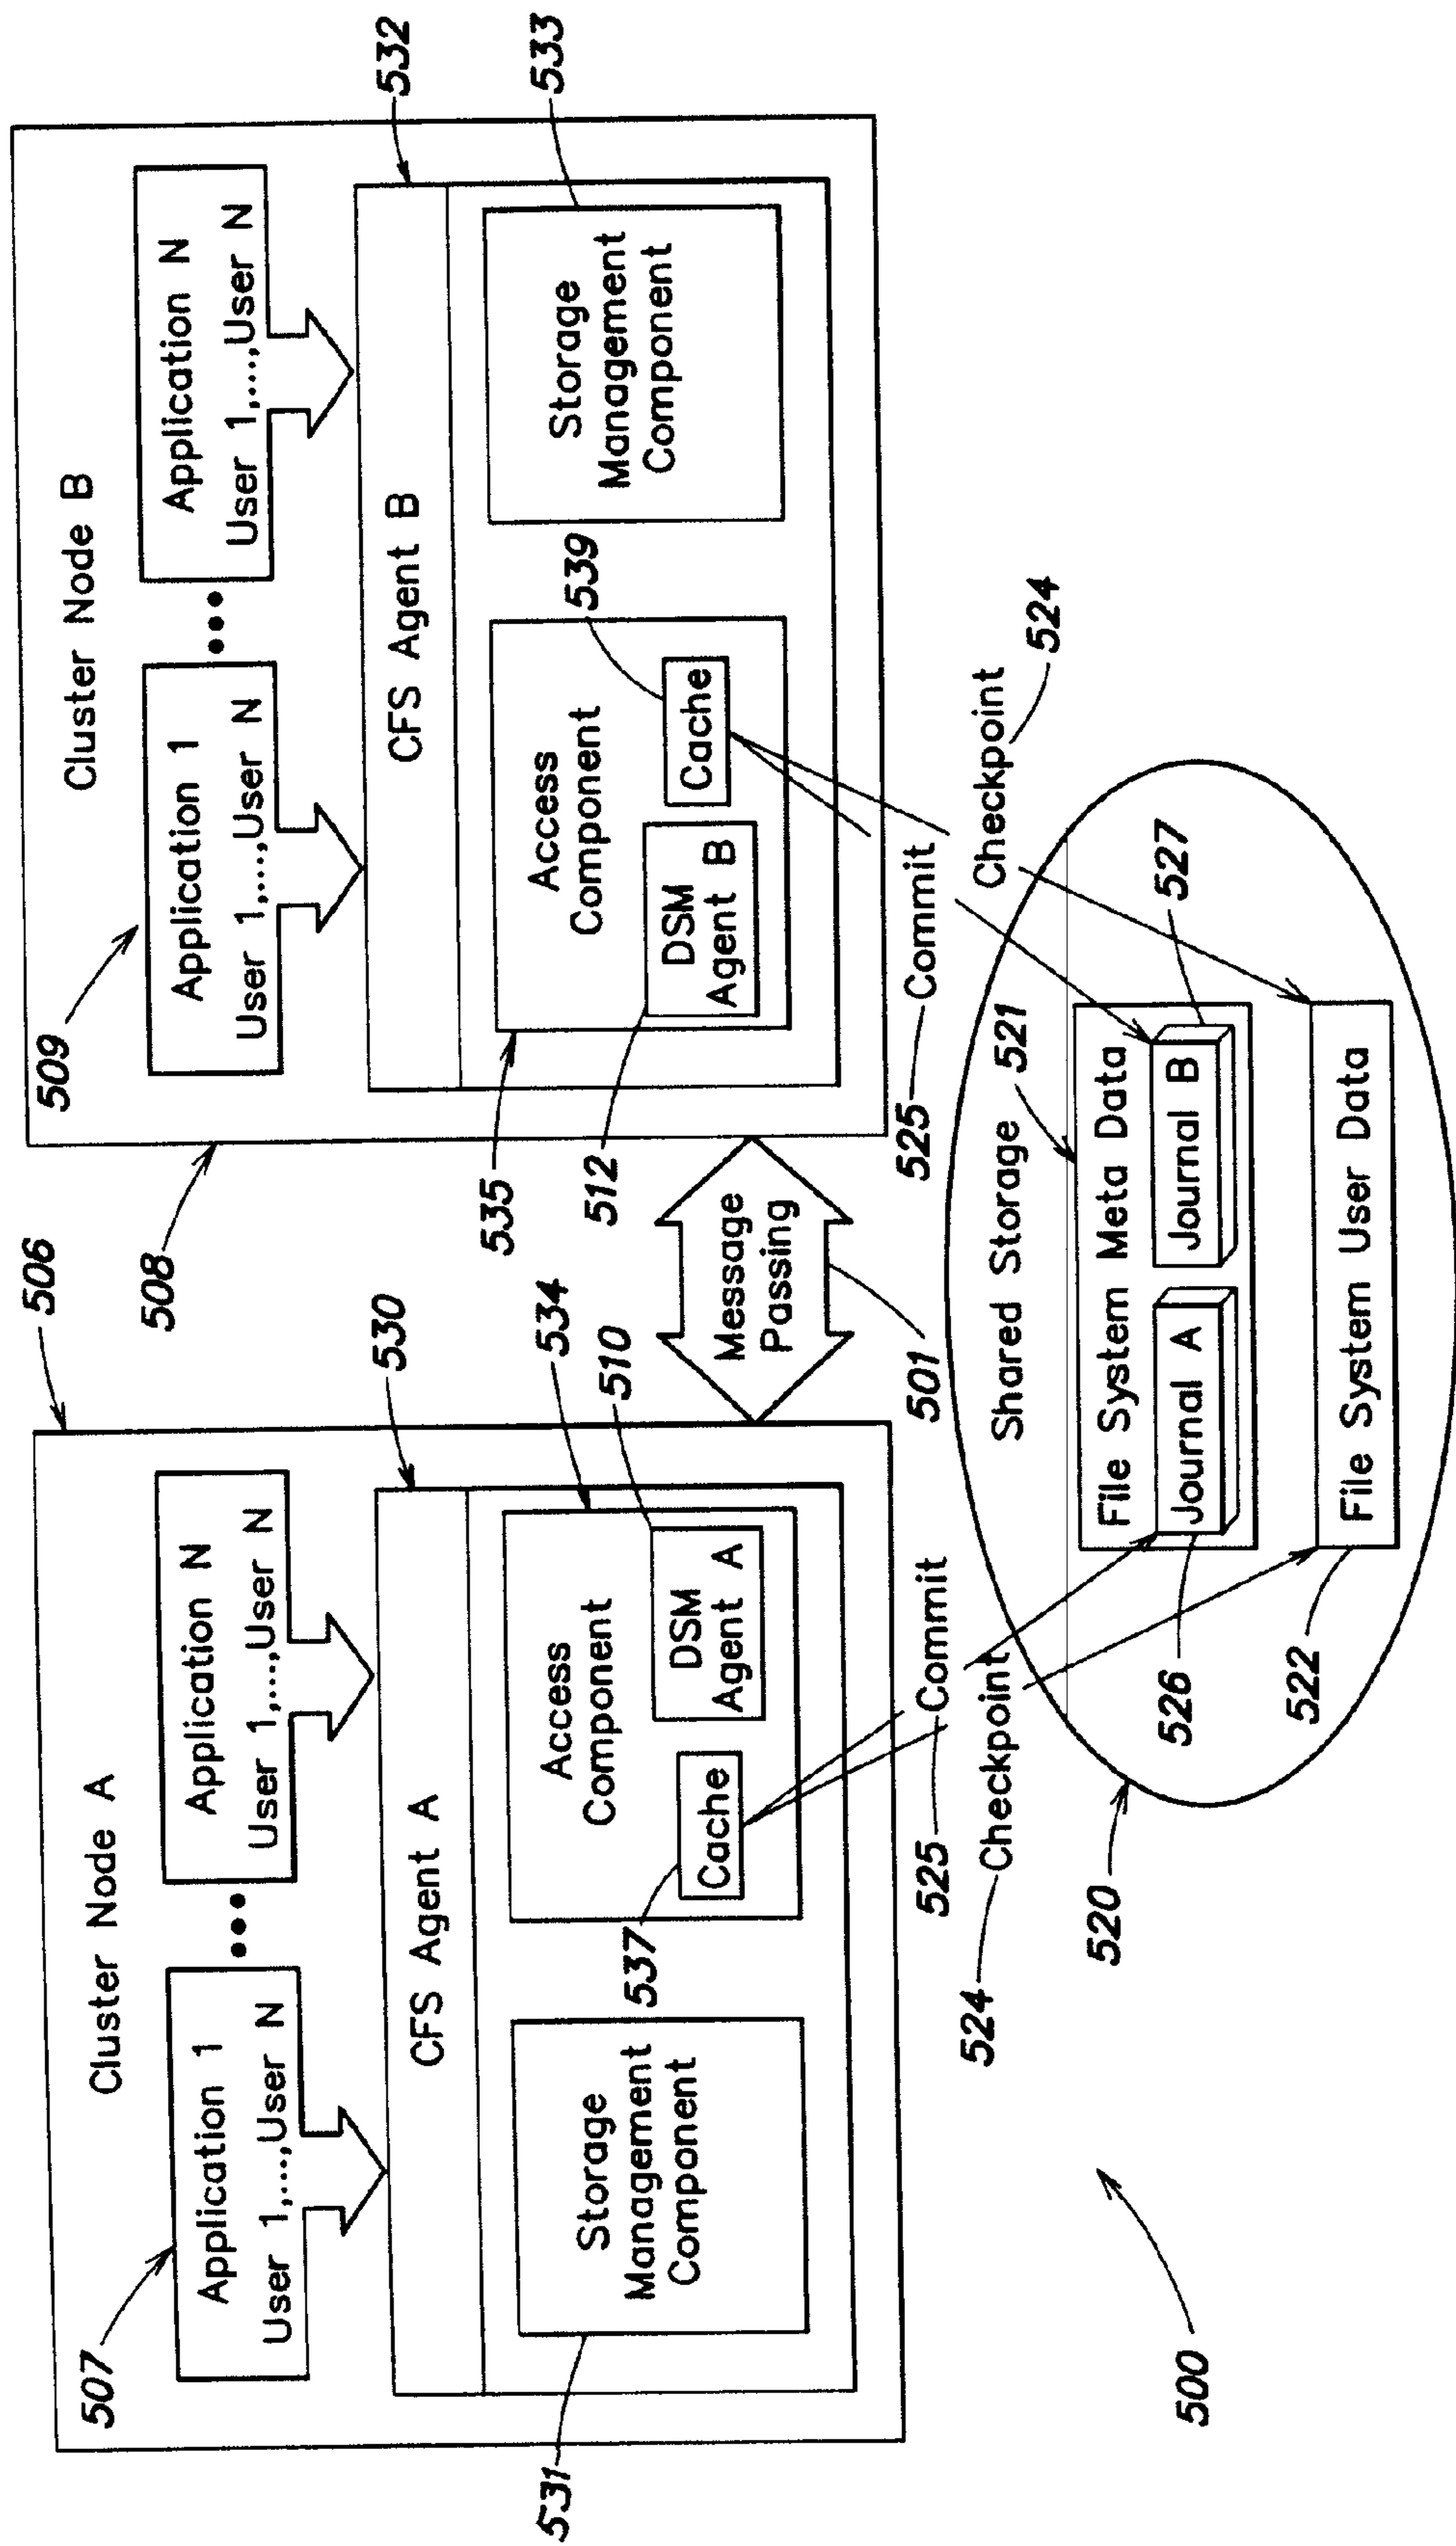 Cluster Node A
507
Application 1
User 1,...,User N
•••
Application N
User 1,...,User N
506
CFS Agent A
530
Storage
Management
Component
531
Access
Component
534
Cache
537
DSM
Agent A
510
Message
Passing
501
Cluster Node B
508
509
Application 1
User 1,...,User N
•••
Application N
User 1,...,User N
CFS Agent B
532
Access
Component
535
DSM
Agent B
512
Cache
539
Storage
Management
Component
533
525 Commit
524 Checkpoint
525 Commit
Checkpoint 524
Shared Storage 521
File System Meta Data
Journal A
526
Journal B
527
File System User Data
522
520
500